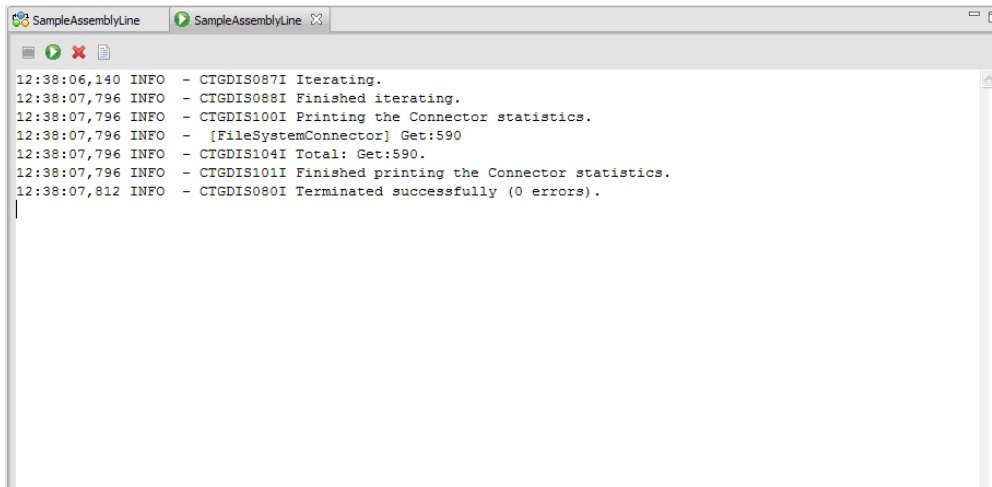 SampleAssemblyLine
SampleAssemblyLine
12:38:06,140 INFO  - CTGDIS087I Iterating.
12:38:07,796 INFO  - CTGDIS088I Finished iterating.
12:38:07,796 INFO  - CTGDIS100I Printing the Connector statistics.
12:38:07,796 INFO  -  [FileSystemConnector] Get:590
12:38:07,796 INFO  - CTGDIS104I Total: Get:590.
12:38:07,796 INFO  - CTGDIS101I Finished printing the Connector statistics.
12:38:07,812 INFO  - CTGDIS080I Terminated successfully (0 errors).